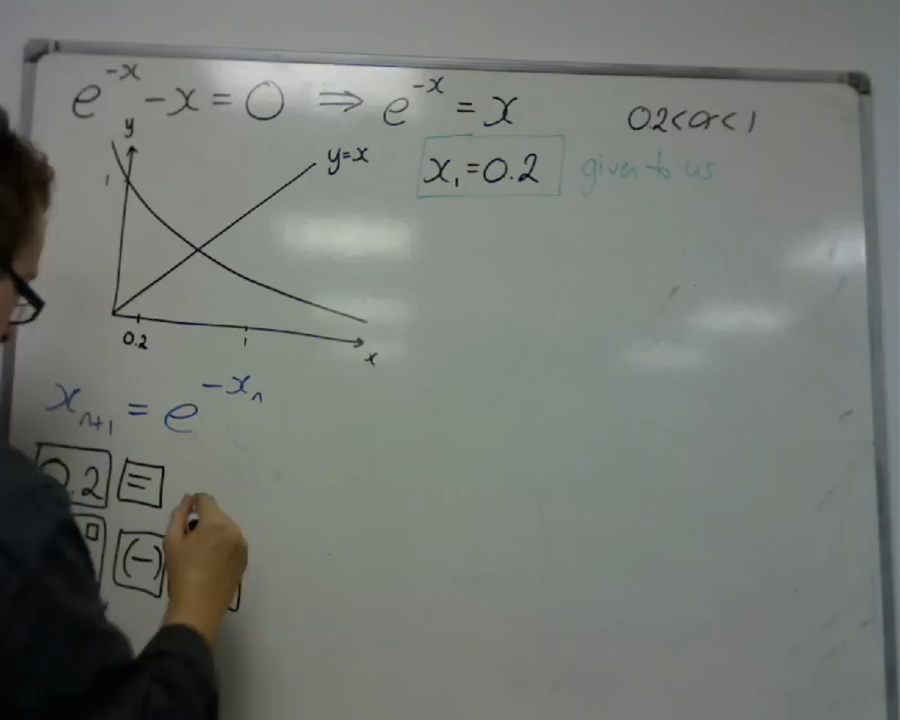 e^{-x} - x = 0 ⇒ e^{-x} = x
0.2 < α < 1
x₁ = 0.2 given to us
y
y=x
1
0.2
1
x
x_{n+1} = e^{-x_n}
0.2 =
□ (-)